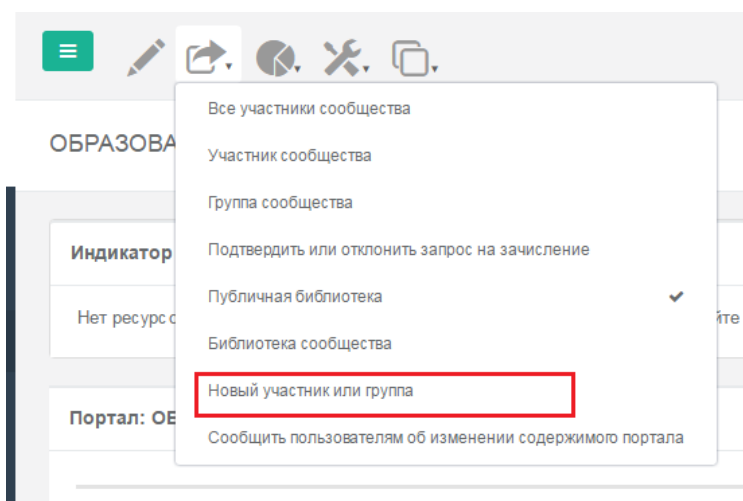 Все участники сообщества
ОБРАЗОВА
Участник сообщества
Группа сообщества
Индикатор
Подтвердить или отклонить запрос на зачисление
Публичная библиотека
Нет ресурс
йте
Библиотека сообщества
Новый участник или группа
Портал: ОБ
Сообщить пользователям об изменении содержимого портала